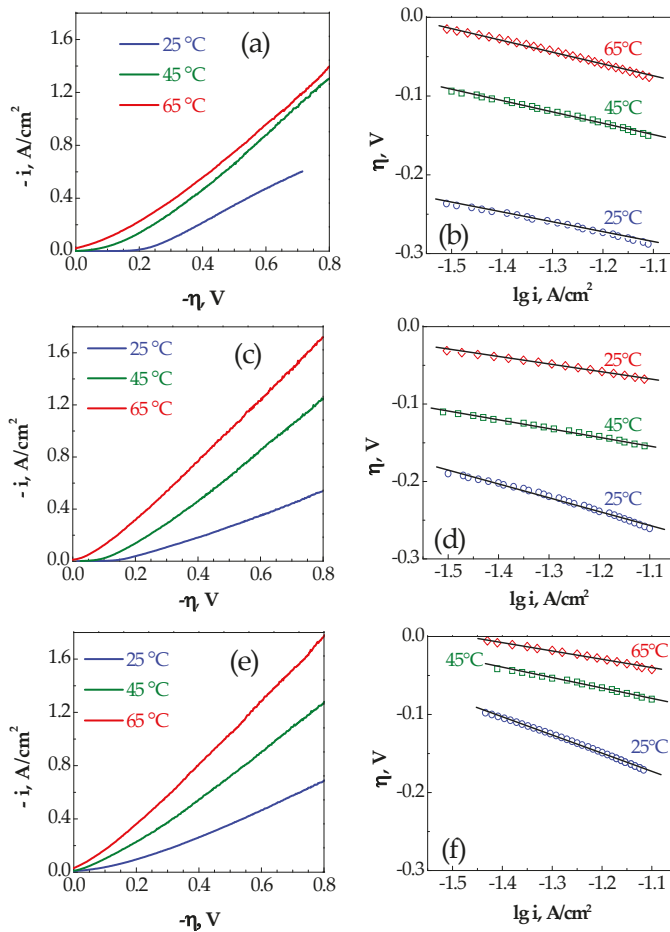 (a)
25 °C
45 °C
65 °C
- i, A/cm²
1.6
1.2
0.8
0.4
0.0
0.0 0.2 0.4 0.6 0.8
-η, V
(b)
65°C
45°C
25°C
η, V
-0.0
-0.1
-0.2
-0.3
-1.5 -1.4 -1.3 -1.2 -1.1
lg i, A/cm²
(c)
25 °C
45 °C
65 °C
- i, A/cm²
1.6
1.2
0.8
0.4
0.0
0.0 0.2 0.4 0.6 0.8
-η, V
(d)
25°C
45°C
25°C
η, V
-0.0
-0.1
-0.2
-0.3
-1.5 -1.4 -1.3 -1.2 -1.1
lg i, A/cm²
(e)
25 °C
45 °C
65 °C
- i, A/cm²
1.6
1.2
0.8
0.4
0.0
0.0 0.2 0.4 0.6 0.8
-η, V
(f)
65°C
45°C
25°C
η, V
-0.0
-0.1
-0.2
-0.3
-1.5 -1.4 -1.3 -1.2 -1.1
lg i, A/cm²